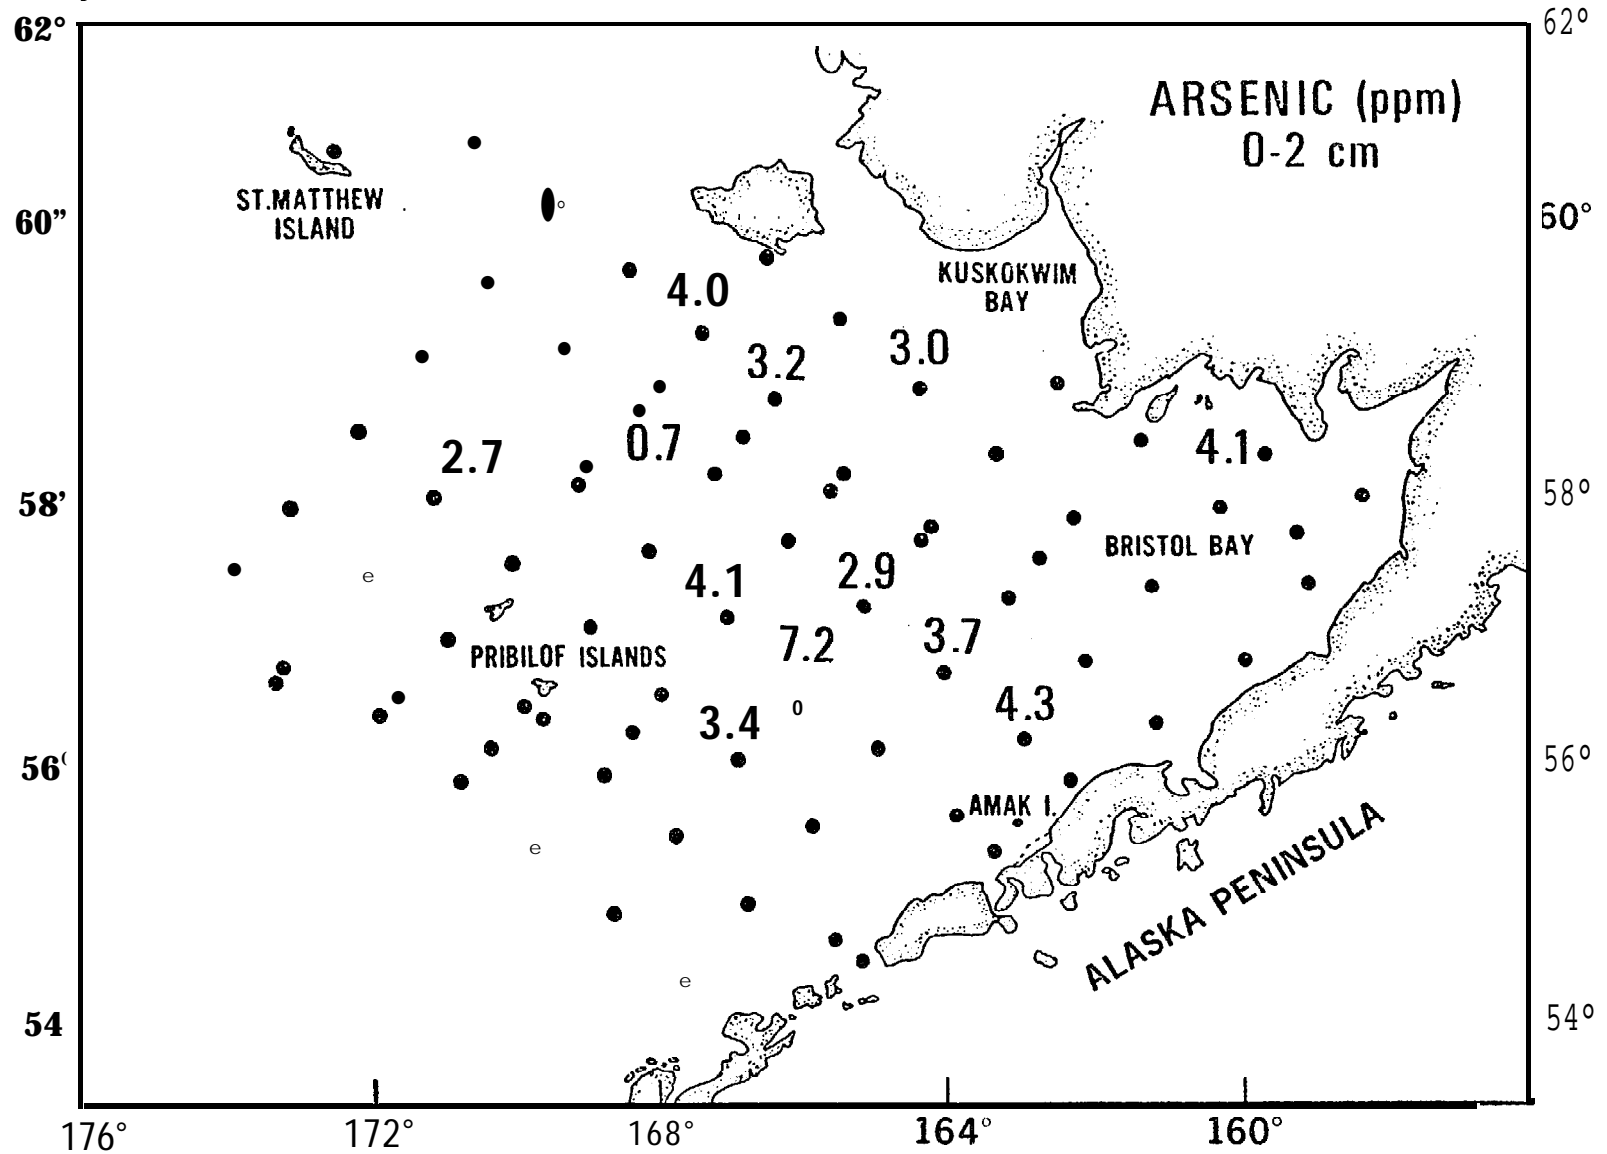 62°
62°
ARSENIC (ppm)
0-2 cm
ST.MATTHEW
ISLAND
60”
60°
KUSKOKWIM
BAY
4.0
3.2
3.0
0.7
2.7
4.1
58’
58°
BRISTOL BAY
4.1
2.9
7.2
3.7
PRIBILOF ISLANDS
3.4
4.3
56(
56°
AMAK I.
ALASKA PENINSULA
54
54°
176°
172°
168°
164°
160°